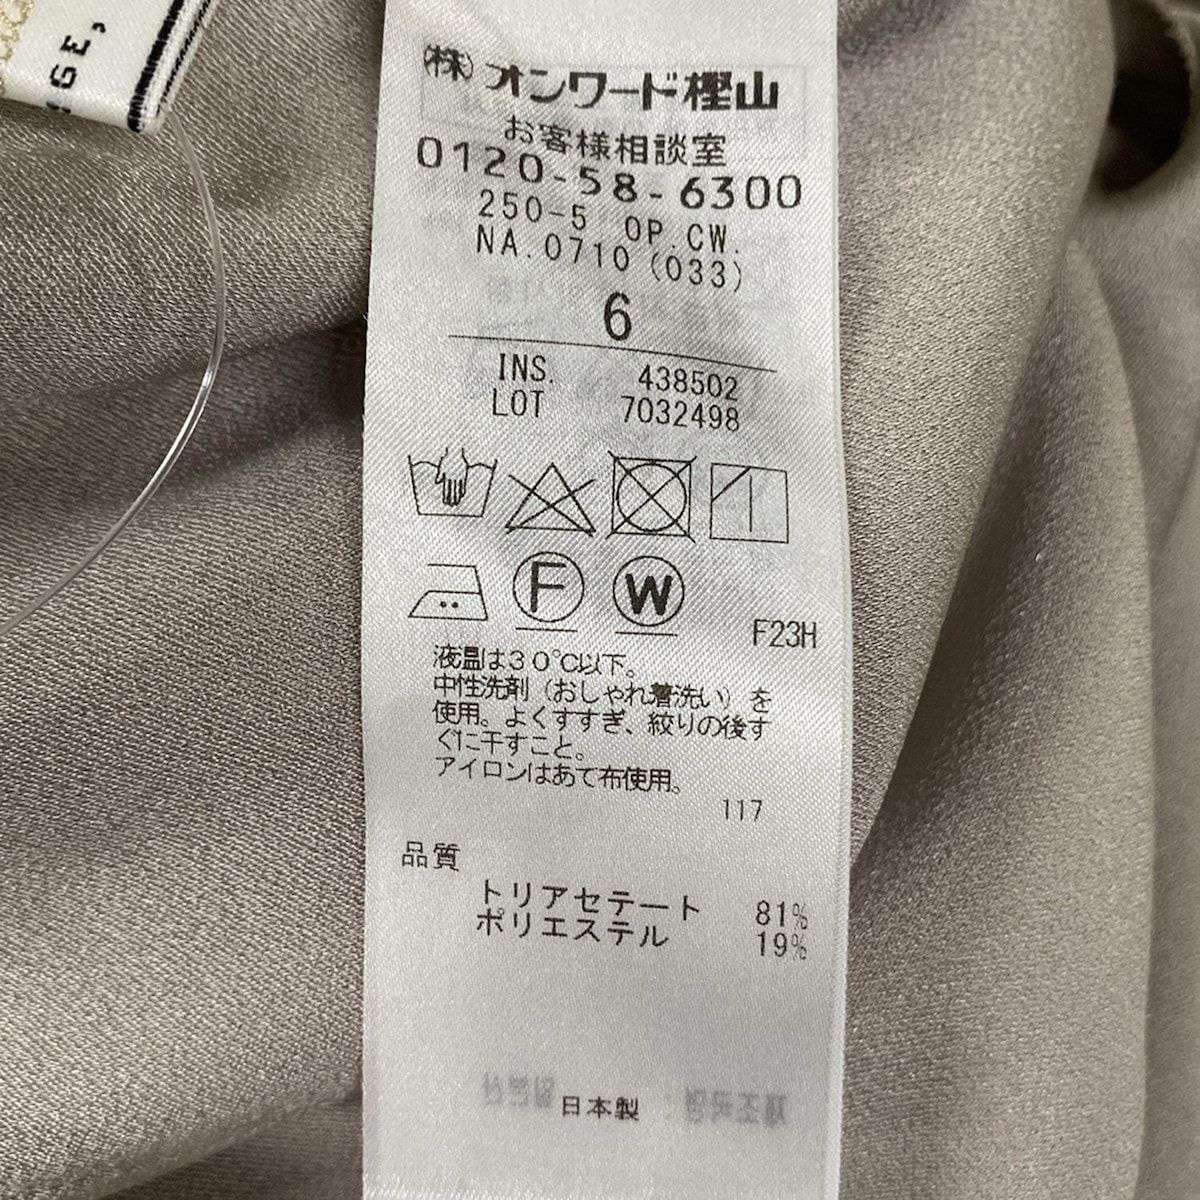 (株)オンワード樫山
お客様相談室
0120-58-6300
250-5 OP.CW.
NA.0710(033)
6
INS. 438502
LOT 7032498
F
W
F23H
液温は30℃以下。
中性洗剤(おしゃれ着洗い)を
使用。よくすすぎ、絞りの後す
ぐに干すこと。
アイロンはあて布使用。
117
品質
トリアセテート 81%
ポリエステル 19%
日本製